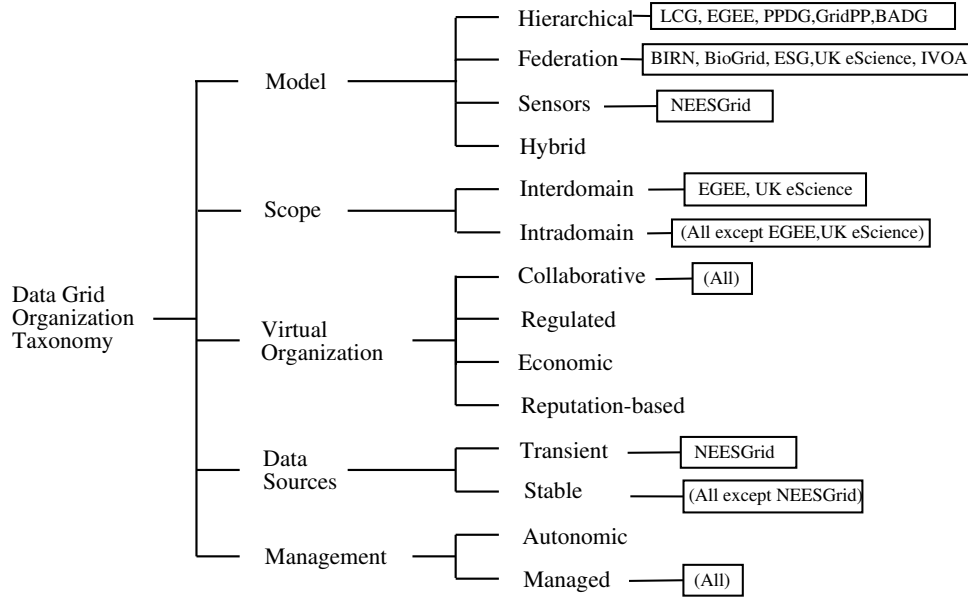 Data Grid
Organization
Taxonomy
Model
Hierarchical
LCG, EGEE, PPDG,GridPP,BADG
Federation
BIRN, BioGrid, ESG,UK eScience, IVOA
Sensors
NEESGrid
Hybrid
Scope
Interdomain
EGEE, UK eScience
Intradomain
(All except EGEE,UK eScience)
Virtual
Organization
Collaborative
(All)
Regulated
Economic
Reputation-based
Data
Sources
Transient
NEESGrid
Stable
(All except NEESGrid)
Management
Autonomic
Managed
(All)